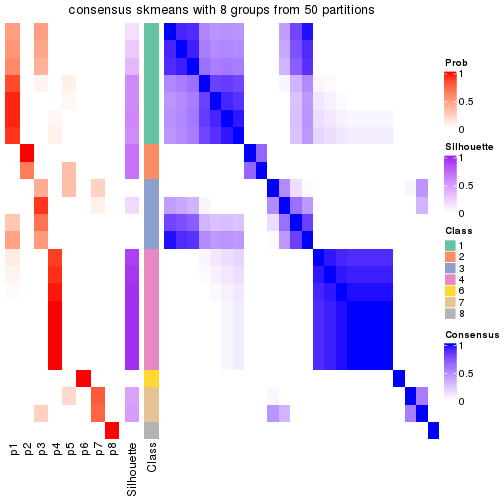 consensus skmeans with 8 groups from 50 partitions
Prob
1
0.5
0
Silhouette
1
0.5
0
Class
1
2
3
4
6
7
8
Consensus
1
0.5
0
p1
p2
p3
p4
p5
p6
p7
p8
Silhouette
Class